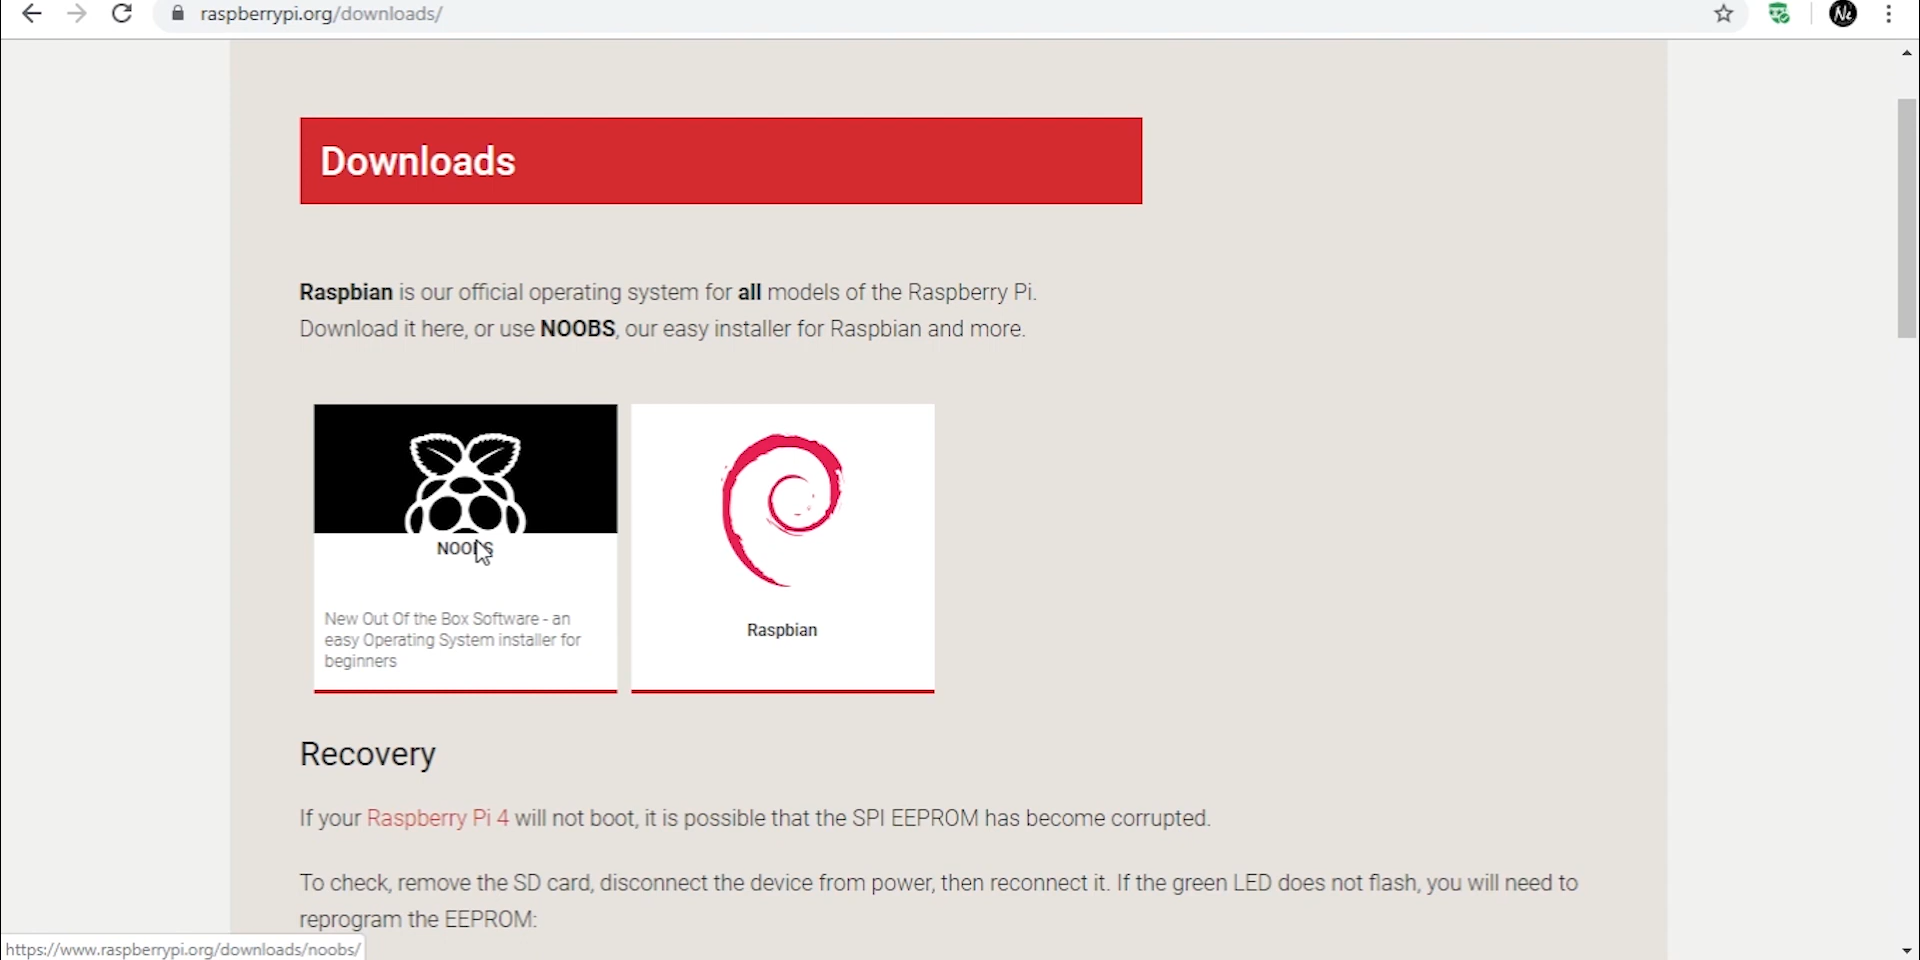 raspberrypi.org/downloads/
Downloads
Raspbian is our official operating system for all models of the Raspberry Pi.
Download it here, or use NOOBS, our easy installer for Raspbian and more.
NOOBS
New Out Of the Box Software - an
easy Operating System installer for
beginners
Raspbian
Recovery
If your Raspberry Pi 4 will not boot, it is possible that the SPI EEPROM has become corrupted.
To check, remove the SD card, disconnect the device from power, then reconnect it. If the green LED does not flash, you will need to
reprogram the EEPROM:
https://www.raspberrypi.org/downloads/noobs/